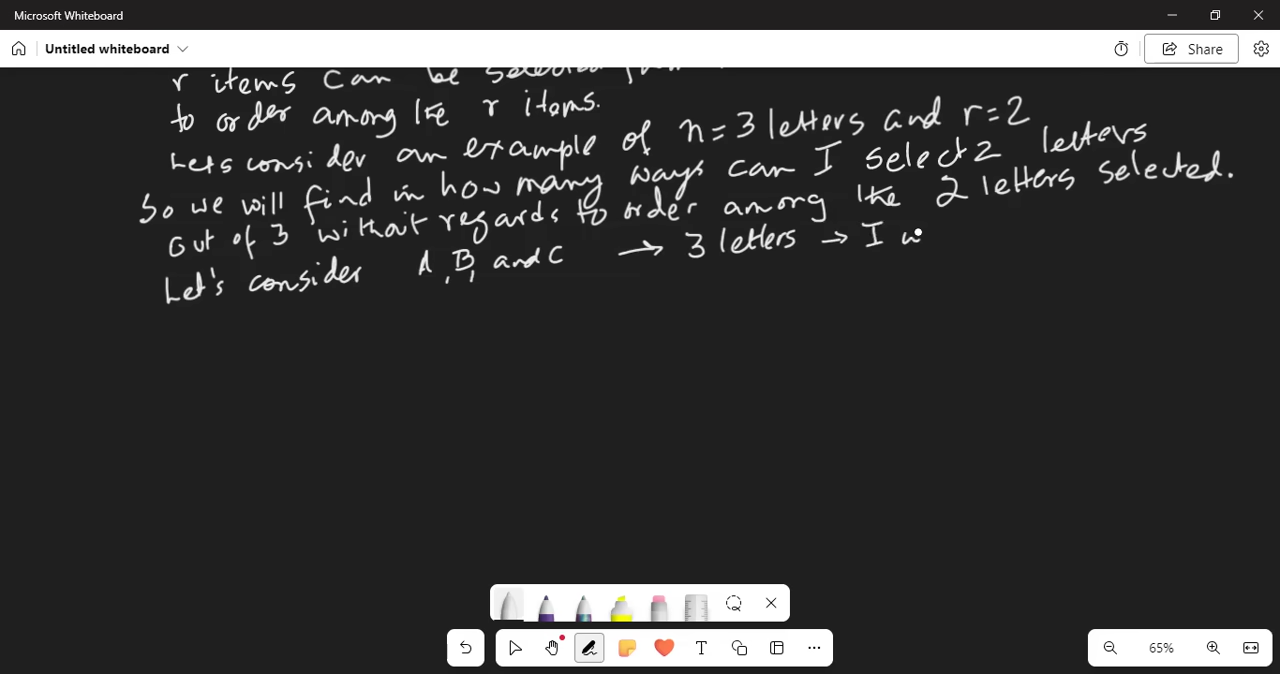 Microsoft Whiteboard
Untitled whiteboard
Share
r items can be selected from
to order among the r items.
Lets consider an example of n=3 letters and r=2
So we will find in how many ways can I select 2 letters
out of 3 without regards to order among the 2 letters selected.
Let's consider A, B, and C → 3 letters → I w
65%